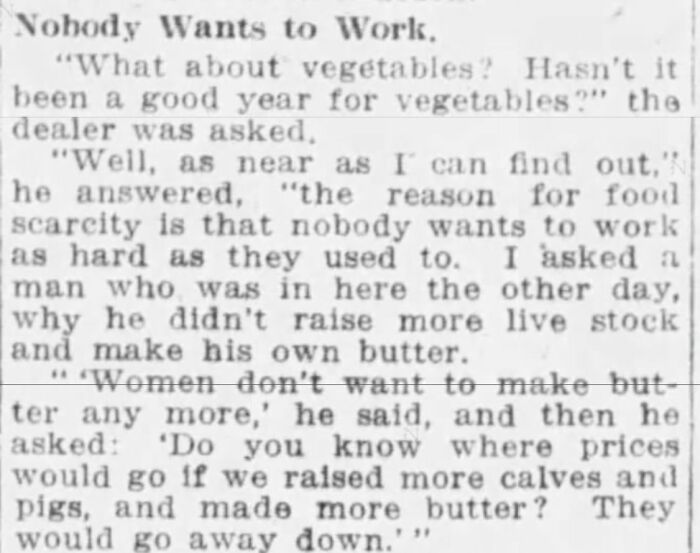 Nobody Wants to Work.
"What about vegetables? Hasn't it
been a good year for vegetables?" the
dealer was asked.
"Well, as near as I can find out,"
he answered, "the reason for food
scarcity is that nobody wants to work
as hard as they used to. I asked a
man who was in here the other day,
why he didn't raise more live stock
and make his own butter.
" 'Women don't want to make but-
ter any more,' he said, and then he
asked: 'Do you know where prices
would go if we raised more calves and
pigs, and made more butter? They
would go away down.' "